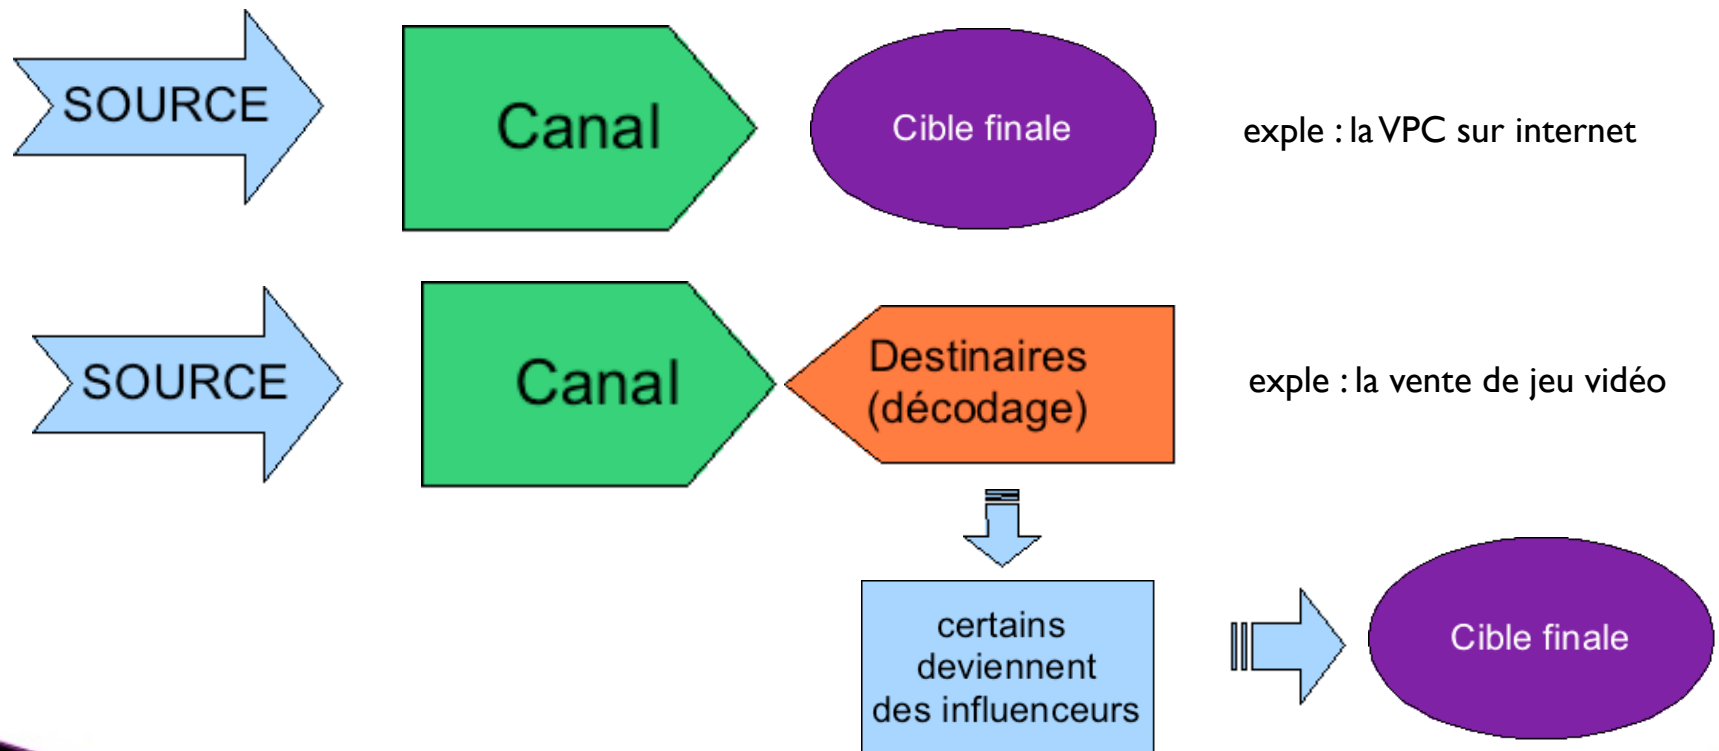 SOURCE
Canal
Cible finale
exple : la VPC sur internet
SOURCE
Canal
Destinaires
(décodage)
exple : la vente de jeu vidéo
certains
deviennent
des influenceurs
Cible finale